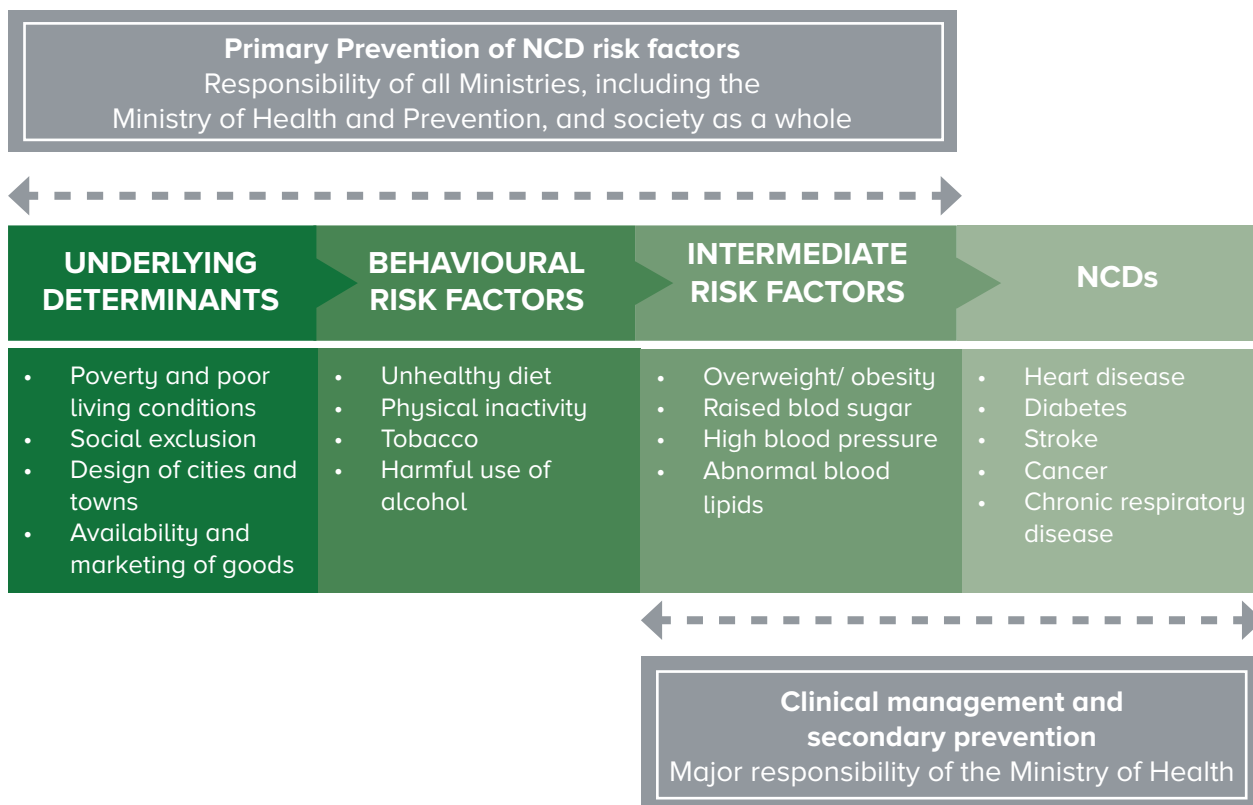 Primary Prevention of NCD risk factors
Responsibility of all Ministries, including the
Ministry of Health and Prevention, and society as a whole
UNDERLYING
DETERMINANTS
BEHAVIOURAL
RISK FACTORS
INTERMEDIATE
RISK FACTORS
NCDs
• Poverty and poor
living conditions
• Social exclusion
• Design of cities and
towns
• Availability and
marketing of goods
• Unhealthy diet
• Physical inactivity
• Tobacco
• Harmful use of
alcohol
• Overweight/ obesity
• Raised blod sugar
• High blood pressure
• Abnormal blood
lipids
• Heart disease
• Diabetes
• Stroke
• Cancer
• Chronic respiratory
disease
Clinical management and
secondary prevention
Major responsibility of the Ministry of Health